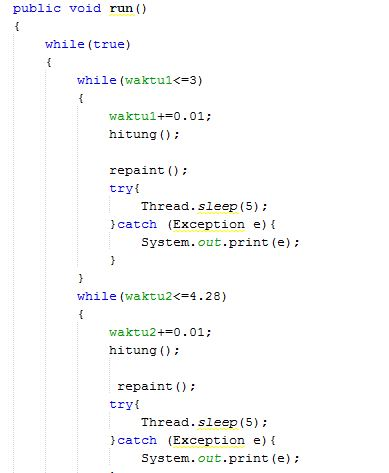 public void run()
{
while(true)
{
while(waktu1<=3)
{
waktu1+=0.01;
hitung();
repaint();
try{
Thread.sleep(5);
}catch (Exception e){
System.out.print(e);
}
}
while(waktu2<=4.28)
{
waktu2+=0.01;
hitung();
repaint();
try{
Thread.sleep(5);
}catch (Exception e){
System.out.print(e);